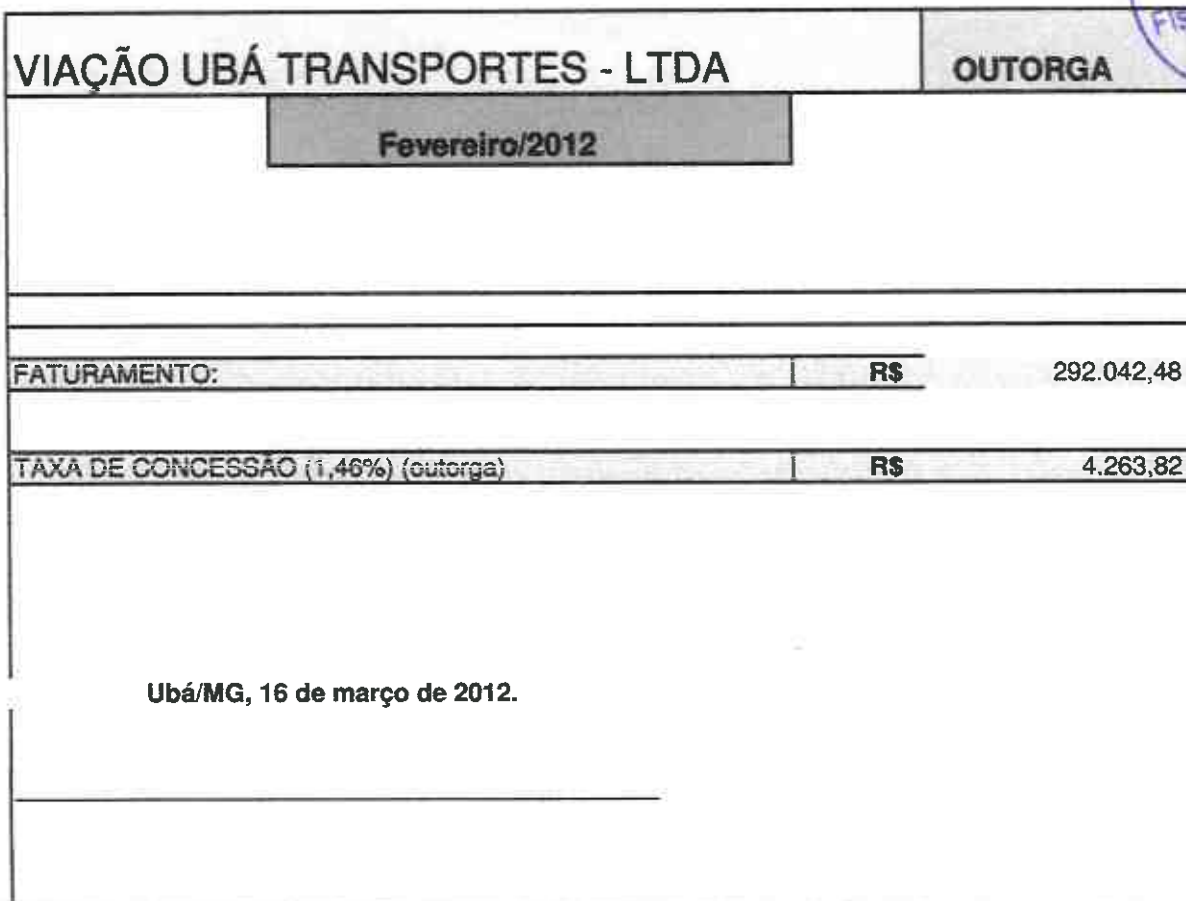 VIAÇÃO UBÁ TRANSPORTES - LTDA OUTORGA
Fevereiro/2012
FATURAMENTO: R$ 292.042,48
TAXA DE CONCESSÃO (1,46%) (outorga) R$ 4.263,82
Ubá/MG, 16 de março de 2012.